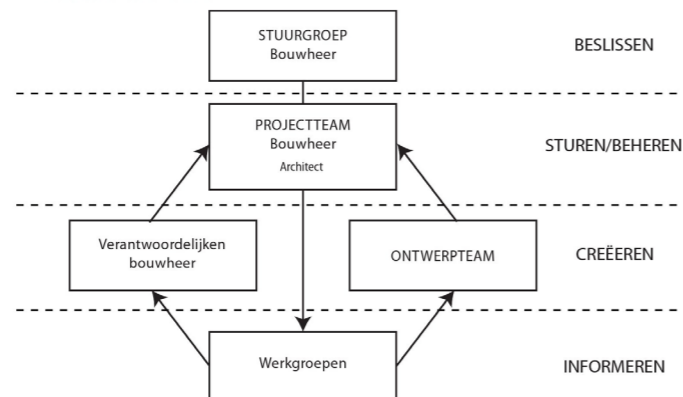 STUURGROEP
Bouwheer
BESLISSEN
PROJECTTEAM
Bouwheer
Architect
STUREN/BEHEREN
Verantwoordelijken
bouwheer
ONTWERPTEAM
CREËEREN
Werkgroepen
INFORMEREN